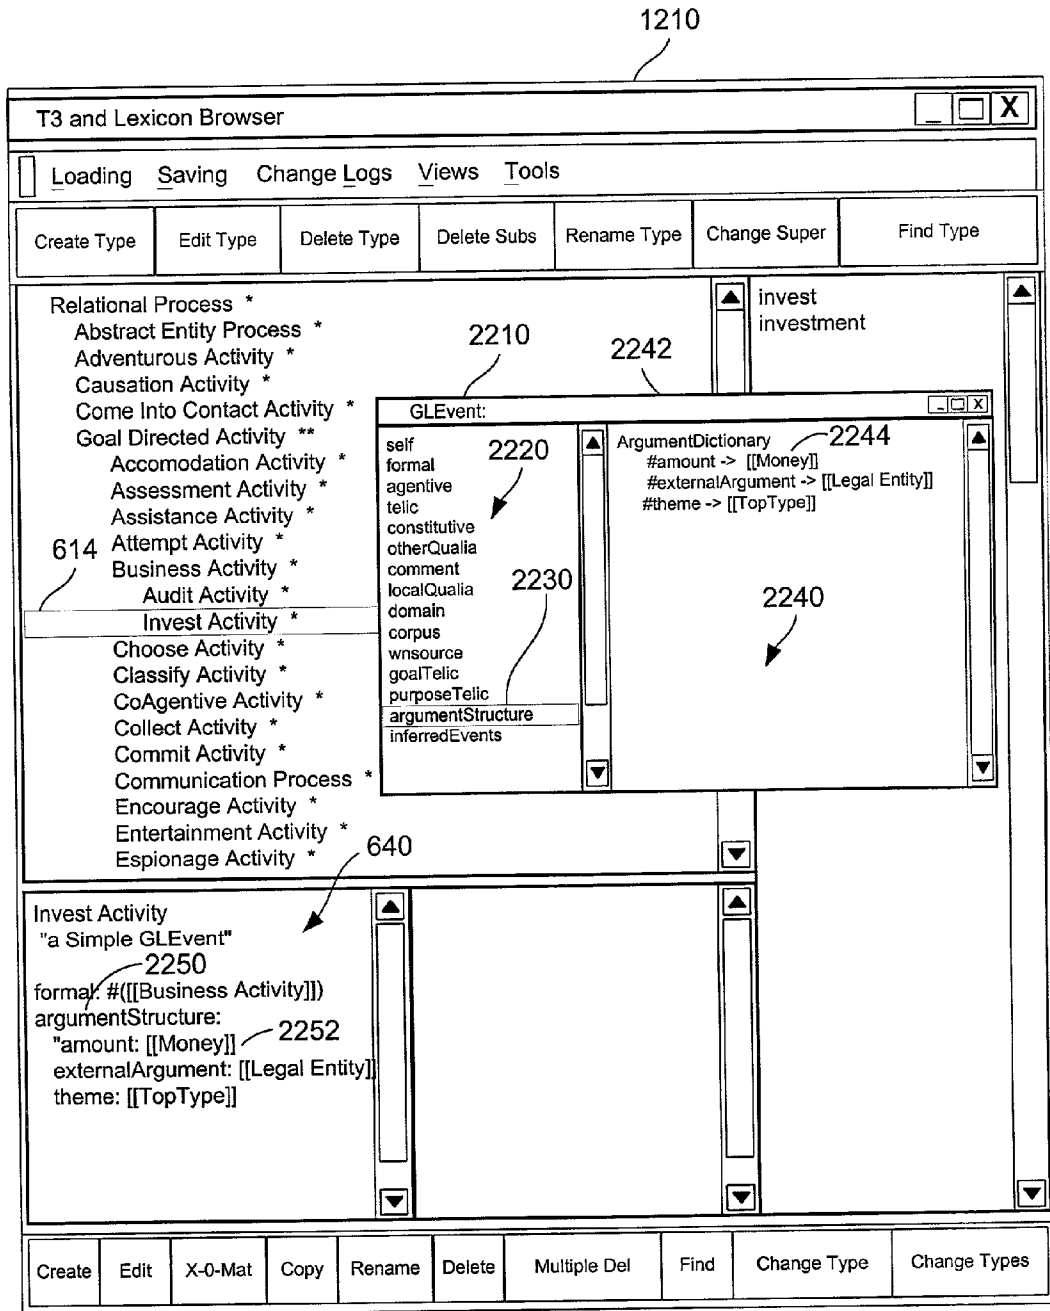 1210
T3 and Lexicon Browser
_ X
Loading Saving Change Logs Views Tools
Create Type Edit Type Delete Type Delete Subs Rename Type Change Super Find Type
Relational Process *
Abstract Entity Process *
Adventurous Activity *
Causation Activity *
Come Into Contact Activity *
Goal Directed Activity **
Accomodation Activity *
Assessment Activity *
Assistance Activity *
614
Attempt Activity *
Business Activity *
Audit Activity *
Invest Activity *
Choose Activity *
Classify Activity *
CoAgentive Activity *
Collect Activity *
Commit Activity *
Communication Process *
Encourage Activity *
Entertainment Activity *
Espionage Activity *
invest
investment
2210
2242
GLEvent:
_ X
self
formal
agentive
telic
constitutive
otherQualia
comment
localQualia
domain
corpus
wnsource
goalTelic
purposeTelic
argumentStructure
inferredEvents
2220
2230
ArgumentDictionary
2244
#amount -> [[Money]]
#externalArgument -> [[Legal Entity]]
#theme -> [[TopType]]
2240
640
Invest Activity
"a Simple GLEvent"
2250
formal: #([[Business Activity]])
argumentStructure:
"amount: [[Money]]
2252
externalArgument: [[Legal Entity]]
theme: [[TopType]]
Create Edit X-0-Mat Copy Rename Delete Multiple Del Find Change Type Change Types